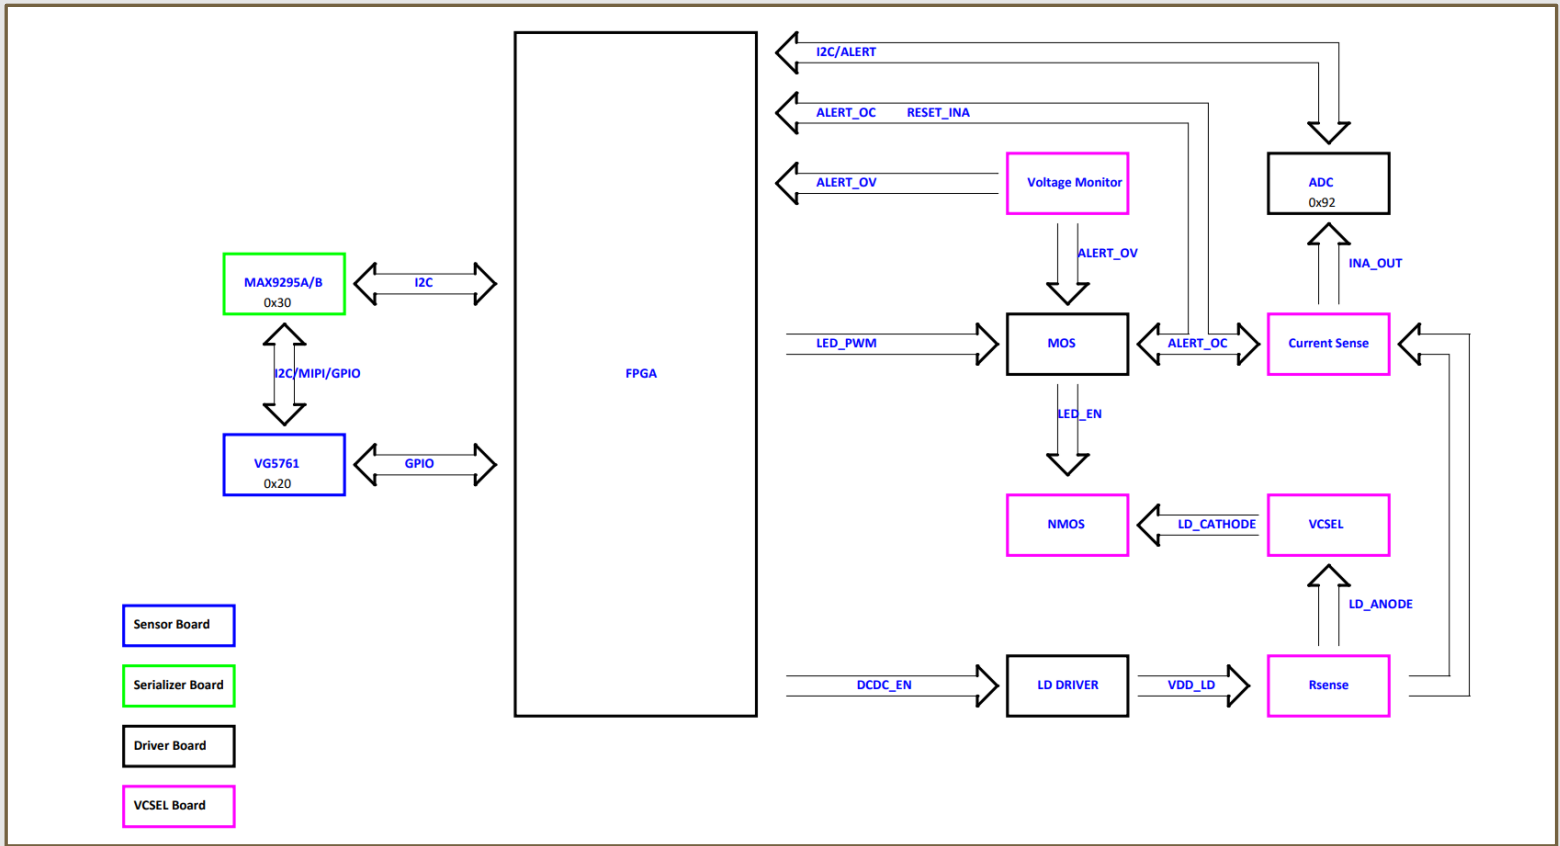 I2C/ALERT
ALERT_OC RESET_INA
ALERT_OV
Voltage Monitor
ADC
0x92
ALERT_OV
INA_OUT
MAX9295A/B
0x30
I2C
LED_PWM
MOS
ALERT_OC
Current Sense
I2C/MIPI/GPIO
FPGA
LED_EN
VG5761
0x20
GPIO
NMOS
LD_CATHODE
VCSEL
LD_ANODE
Sensor Board
DCDC_EN
LD DRIVER
VDD_LD
Rsense
Serializer Board
Driver Board
VCSEL Board